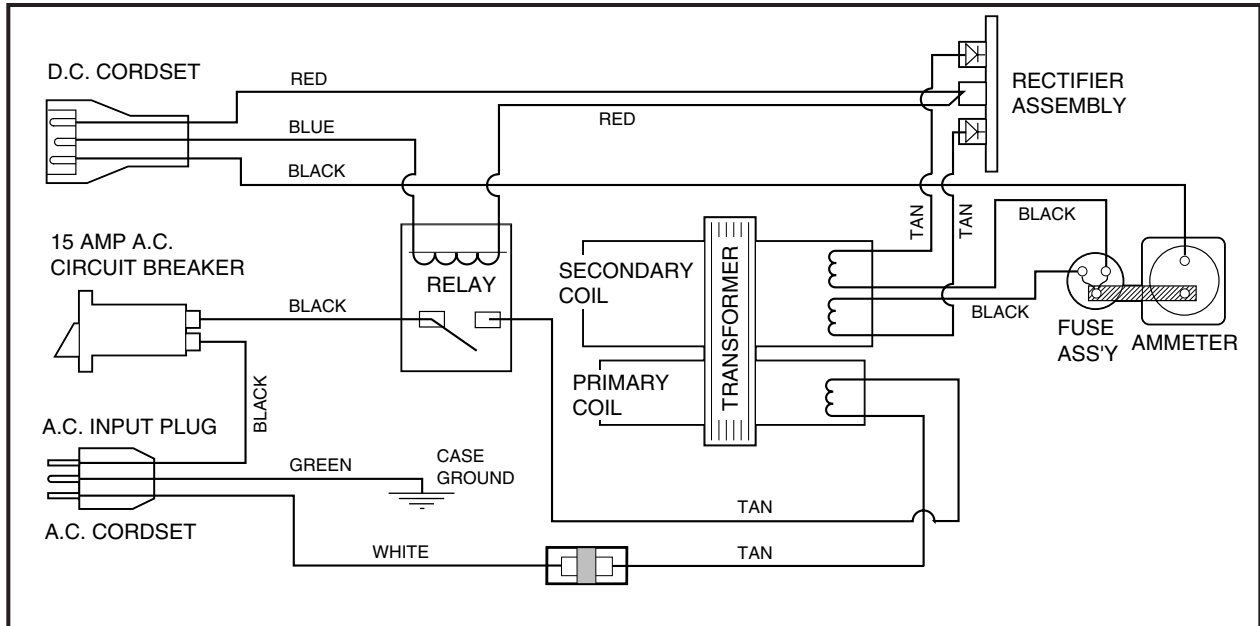 D.C. CORDSET
RED
BLUE
BLACK
RED
RECTIFIER
ASSEMBLY
TAN
TAN
BLACK
15 AMP A.C.
CIRCUIT BREAKER
RELAY
BLACK
SECONDARY
COIL
TRANSFORMER
PRIMARY
COIL
BLACK
FUSE
ASS'Y
AMMETER
BLACK
A.C. INPUT PLUG
GREEN
CASE
GROUND
A.C. CORDSET
TAN
WHITE
TAN